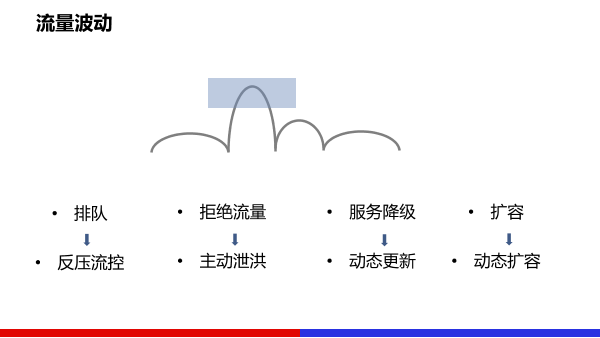 流量波动
• 排队
• 拒绝流量
• 服务降级
• 扩容
• 反压流控
• 主动泄洪
• 动态更新
• 动态扩容